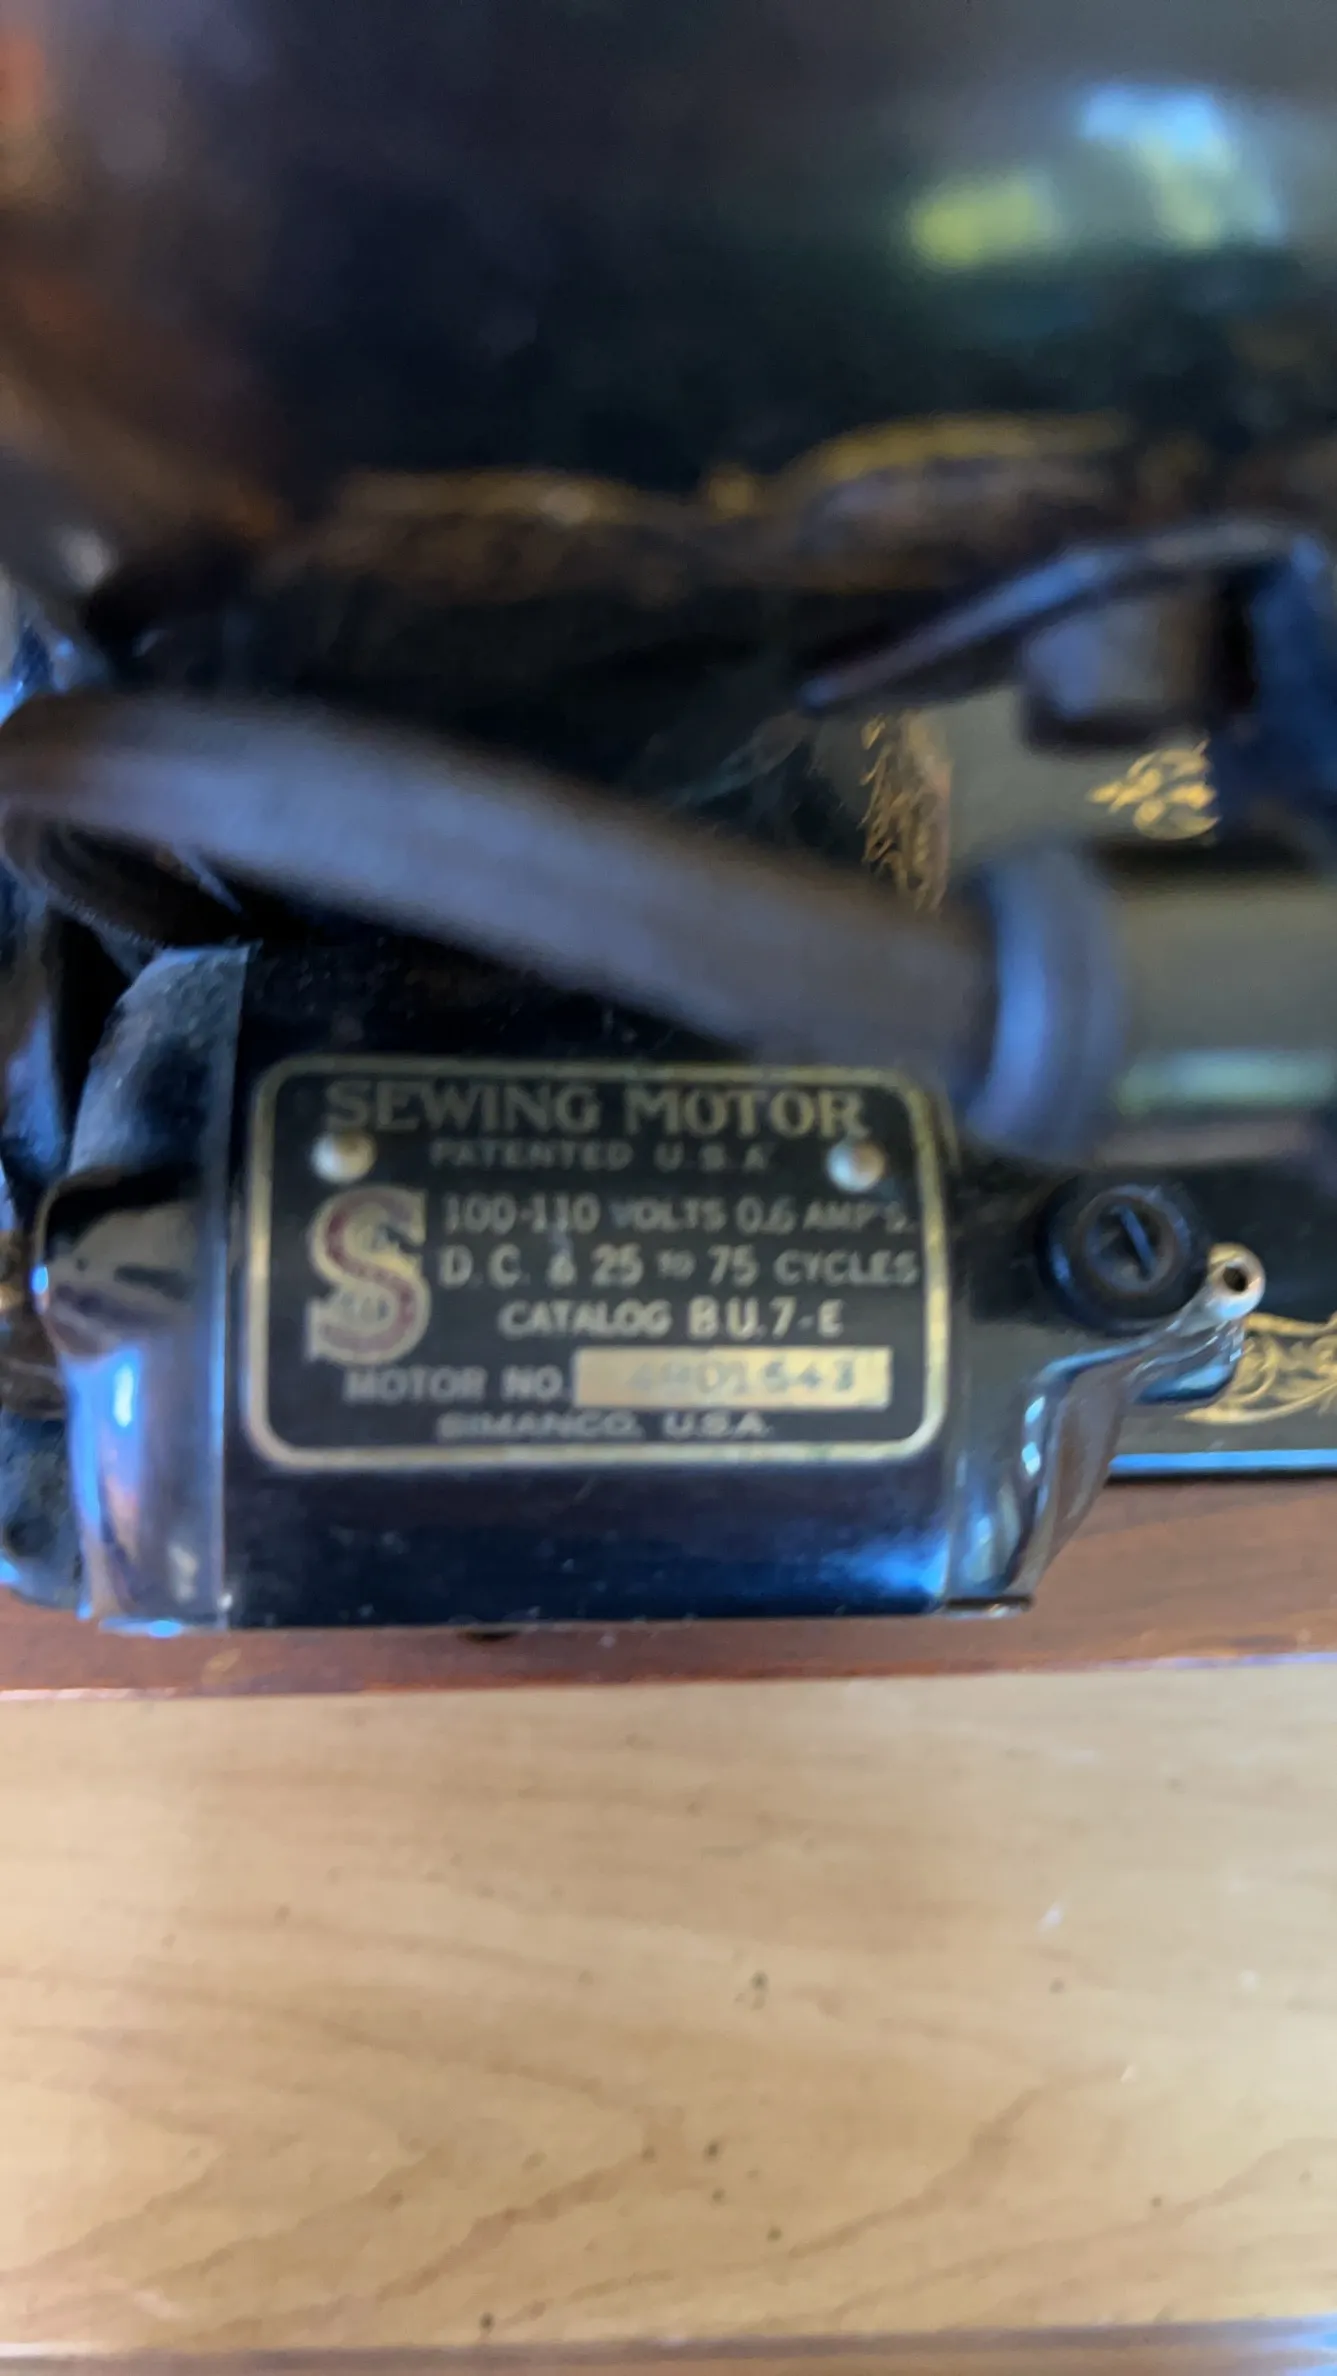 SEWING MOTOR
PATENTED U.S.A
S
100-110 VOLTS 0.6 AMP'S.
D.C. & 25 TO 75 CYCLES
CATALOG B.U.7-E
MOTOR NO.
SIMANCO. U.S.A.